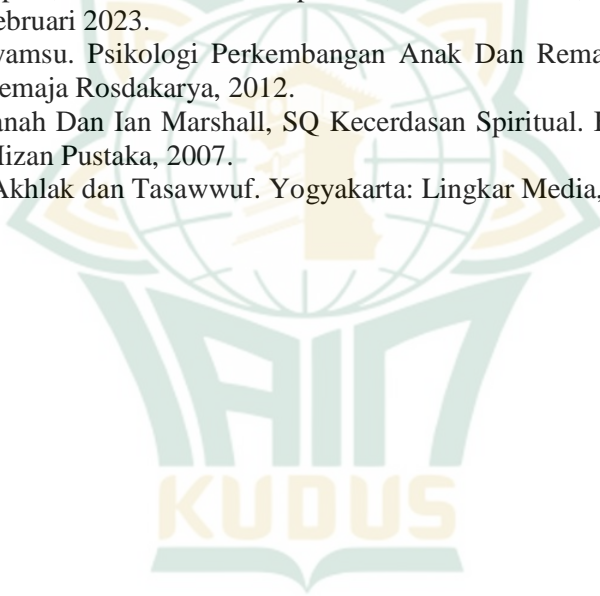 ebruari 2023.
yamsu. Psikologi Perkembangan Anak Dan Rema
emaja Rosdakarya, 2012.
anah Dan Ian Marshall, SQ Kecerdasan Spiritual.
Mizan Pustaka, 2007.
Akhlak dan Tasawwuf. Yogyakarta: Lingkar Media,
IAIN
KUDUS